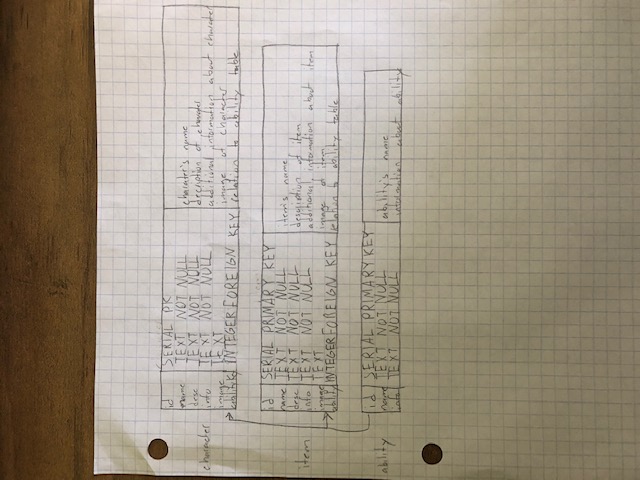 id SERIAL PK
name TEXT NOT NULL charater's name
desc TEXT NOT NULL decription of charater
info TEXT NOT NULL additional information about character
character
image TEXT image of character
ability INTEGER FOREIGN KEY relation to ability table
id SERIAL PRIMARY KEY
name TEXT NOT NULL item's name
desc TEXT NOT NULL description of item
info TEXT NOT NULL additional information about item
item
image TEXT image of item
ability INTEGER FOREIGN KEY relation to ability table
id SERIAL PRIMARY KEY
ability name TEXT NOT NULL ability's name
info TEXT NOT NULL information about ability